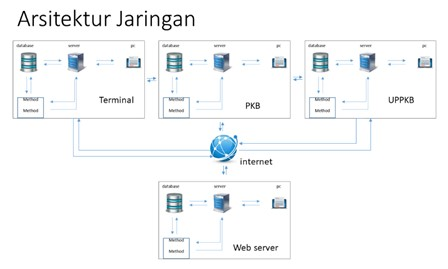 Arsitektur Jaringan
database server pc
Method
Method
Terminal
database server pc
Method
Method
PKB
database server pc
Method
Method
UPPKB
internet
database server pc
Method
Method
Web server